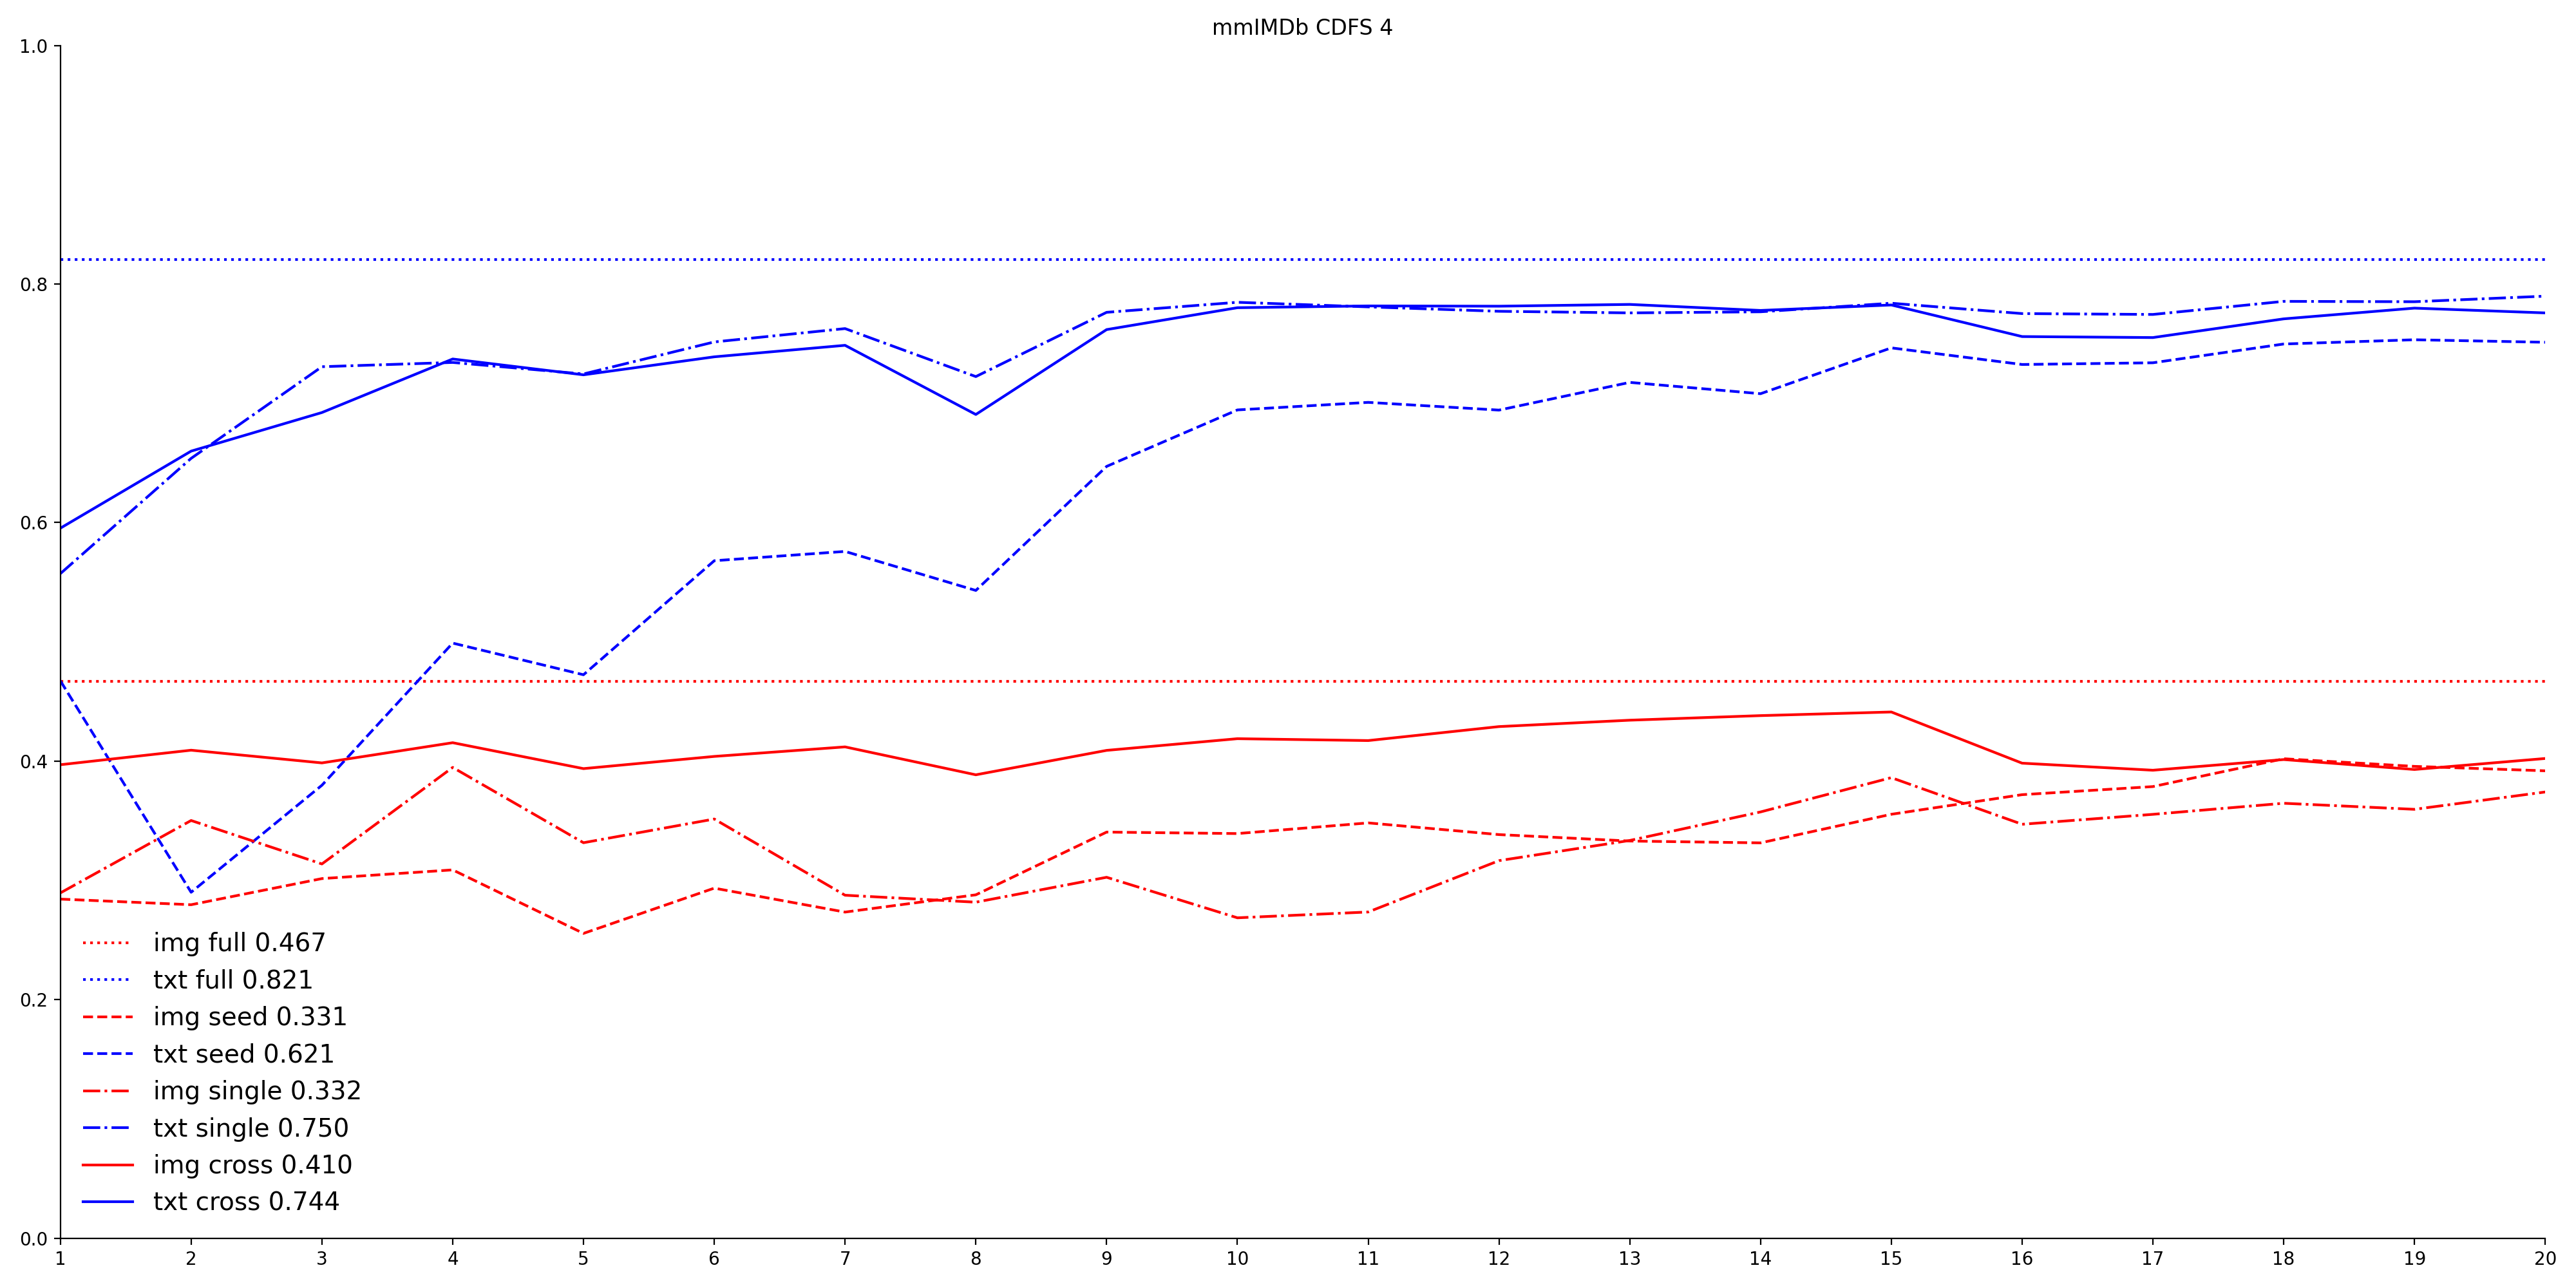 mmIMDb CDFS 4
1.0
0.8
0.6
0.4
0.2
0.0
img full 0.467
txt full 0.821
img seed 0.331
txt seed 0.621
img single 0.332
txt single 0.750
img cross 0.410
txt cross 0.744
1 2 3 4 5 6 7 8 9 10 11 12 13 14 15 16 17 18 19 20